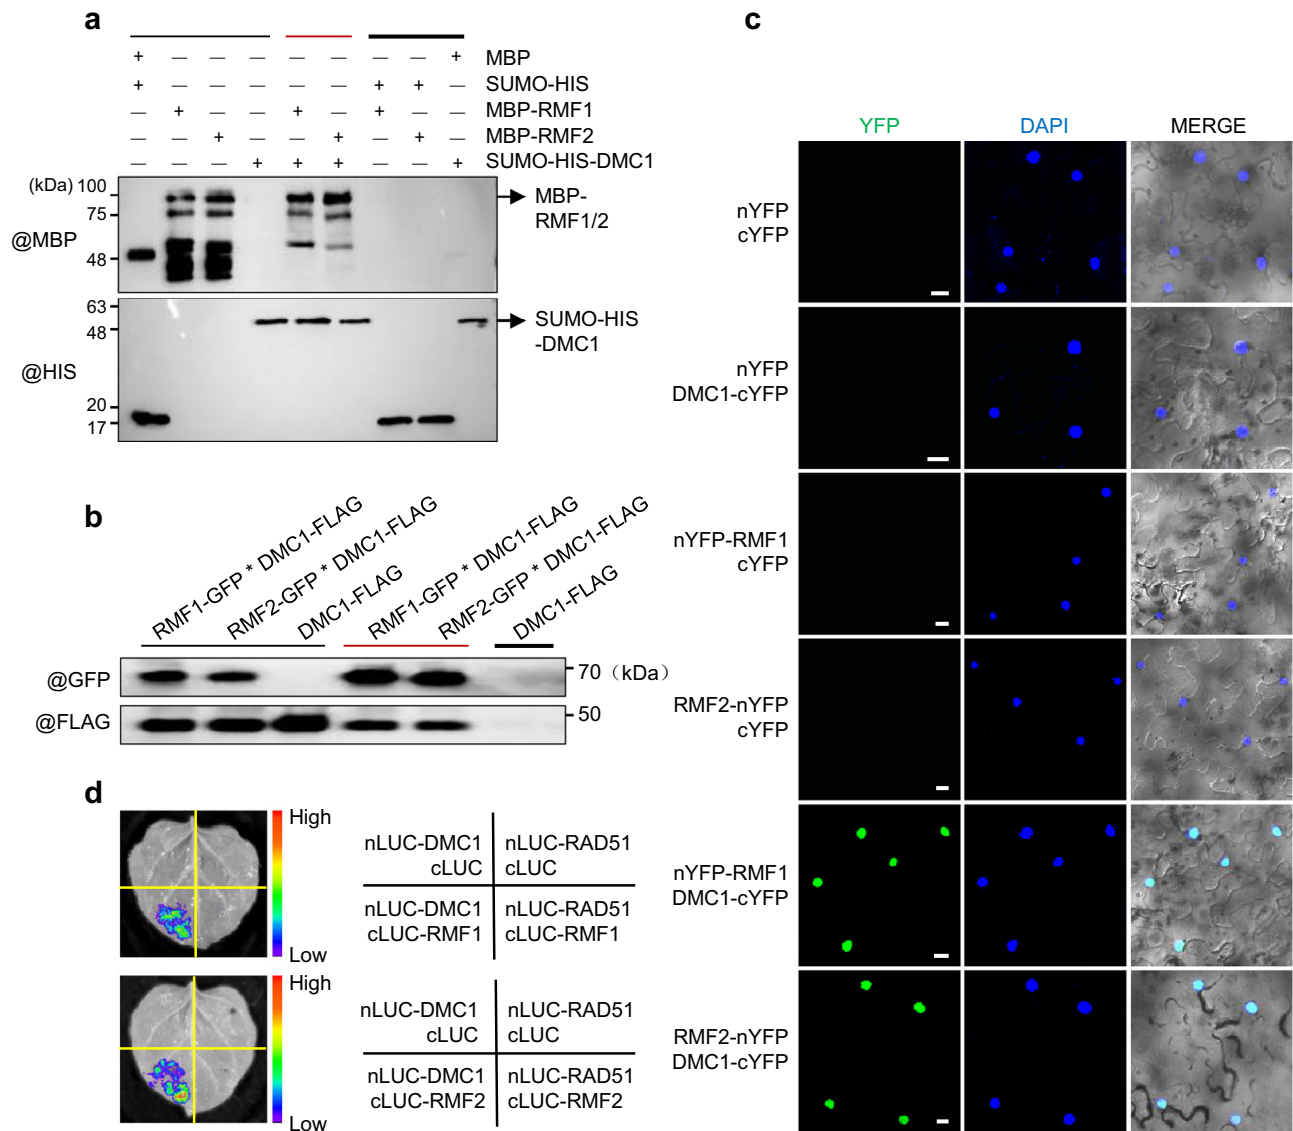 a
+ — — — — — — — + MBP
+ — — — — — + + — SUMO-HIS
— + — — + — + — — MBP-RMF1
— — + — — + — + — MBP-RMF2
— — — + + + — — + SUMO-HIS-DMC1
(kDa) 100
75
@MBP
48
MBP-
RMF1/2
63
48
@HIS
20
17
SUMO-HIS
-DMC1
b
RMF1-GFP * DMC1-FLAG
RMF2-GFP * DMC1-FLAG
DMC1-FLAG
RMF1-GFP * DMC1-FLAG
RMF2-GFP * DMC1-FLAG
DMC1-FLAG
@GFP
70 (kDa)
@FLAG
50
c
YFP DAPI MERGE
nYFP
cYFP
nYFP
DMC1-cYFP
nYFP-RMF1
cYFP
RMF2-nYFP
cYFP
nYFP-RMF1
DMC1-cYFP
RMF2-nYFP
DMC1-cYFP
d
High
Low
nLUC-DMC1 nLUC-RAD51
cLUC cLUC
nLUC-DMC1 nLUC-RAD51
cLUC-RMF1 cLUC-RMF1
High
Low
nLUC-DMC1 nLUC-RAD51
cLUC cLUC
nLUC-DMC1 nLUC-RAD51
cLUC-RMF2 cLUC-RMF2